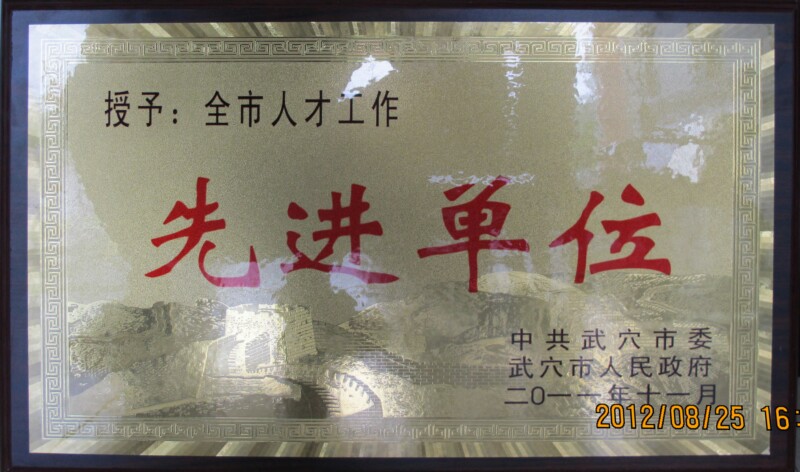 授予：全市人才工作
先进单位
中共武穴市委
武穴市人民政府
二〇一一年十一月
2012/08/25 16: